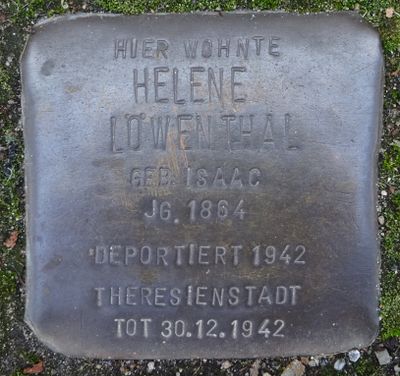 HIER WOHNTE
HELENE
LÖWENTHAL
GEB. ISAAC
JG. 1864
DEPORTIERT 1942
THERESIENSTADT
TOT 30.12.1942